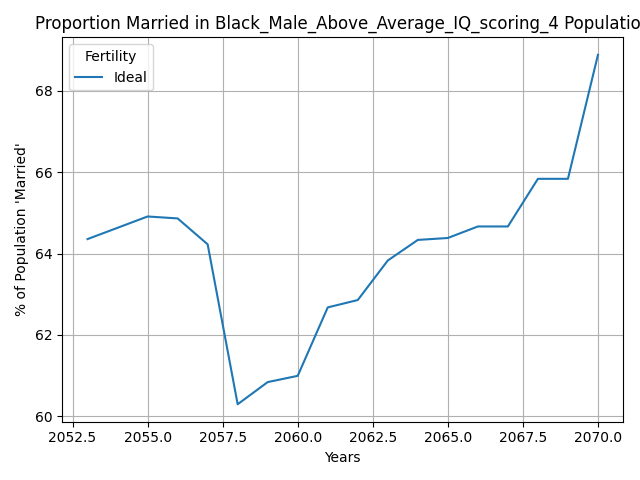 Proportion Married in Black_Male_Above_Average_IQ_scoring_4 Populatio
Fertility
Ideal
% of Population 'Married'
68
66
64
62
60
2052.5 2055.0 2057.5 2060.0 2062.5 2065.0 2067.5 2070.0
Years